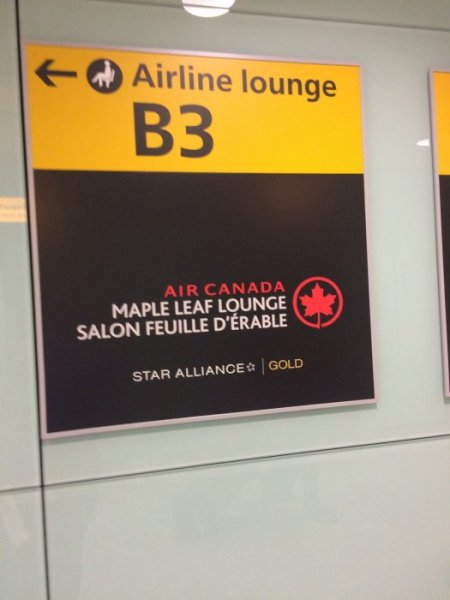 Airline lounge
B3
AIR CANADA
MAPLE LEAF LOUNGE
SALON FEUILLE D'ÉRABLE
STAR ALLIANCE | GOLD